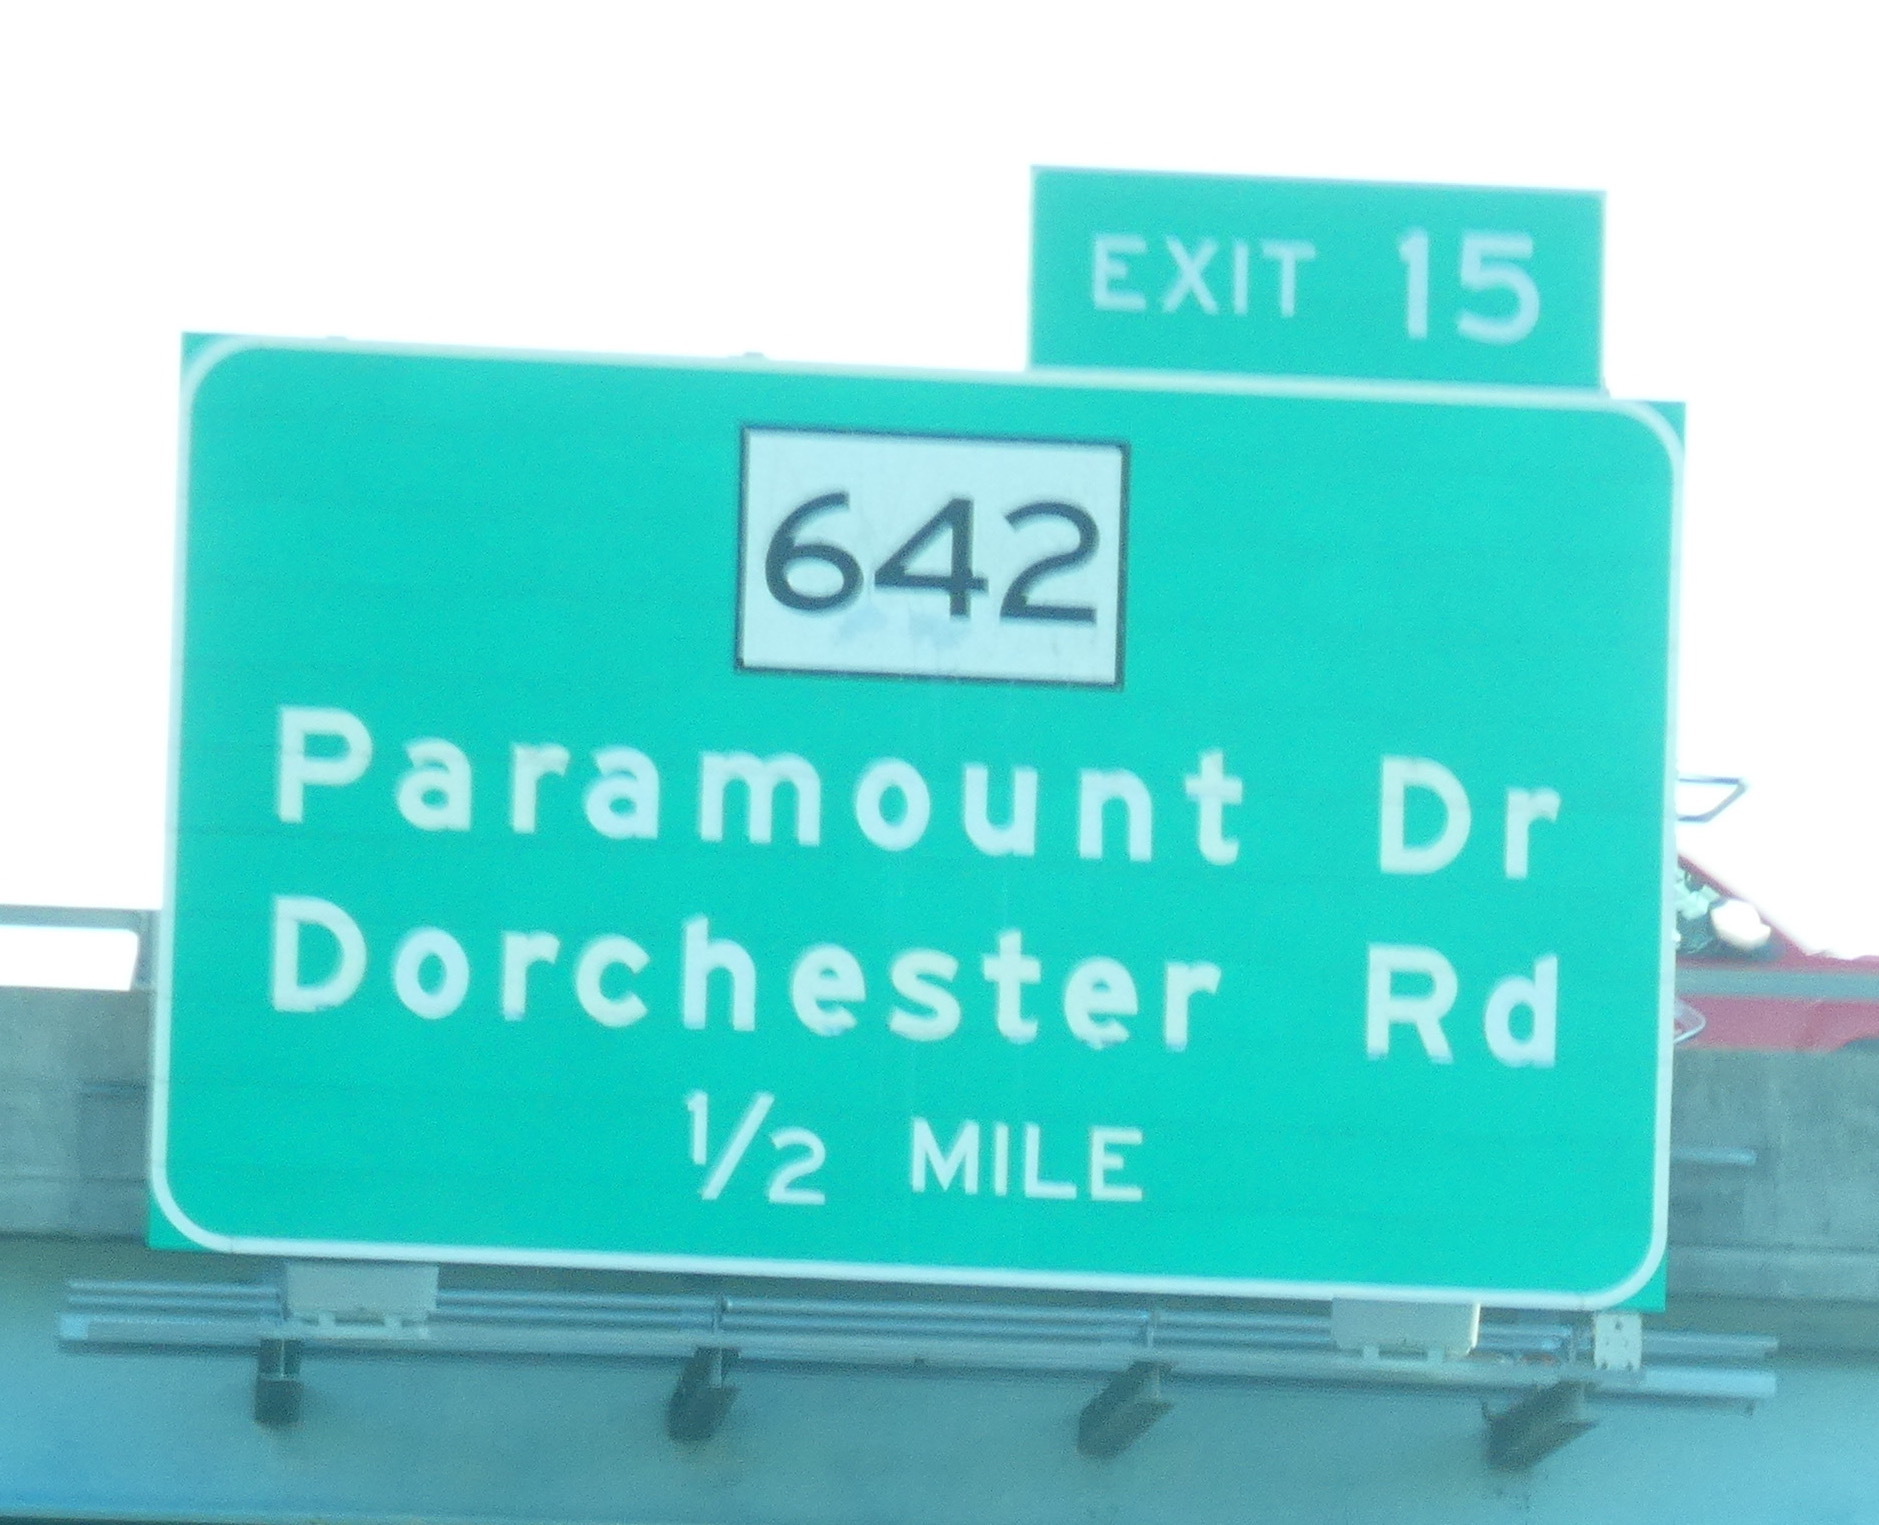 EXIT 15
642
Paramount Dr
Dorchester Rd
1/2 MILE